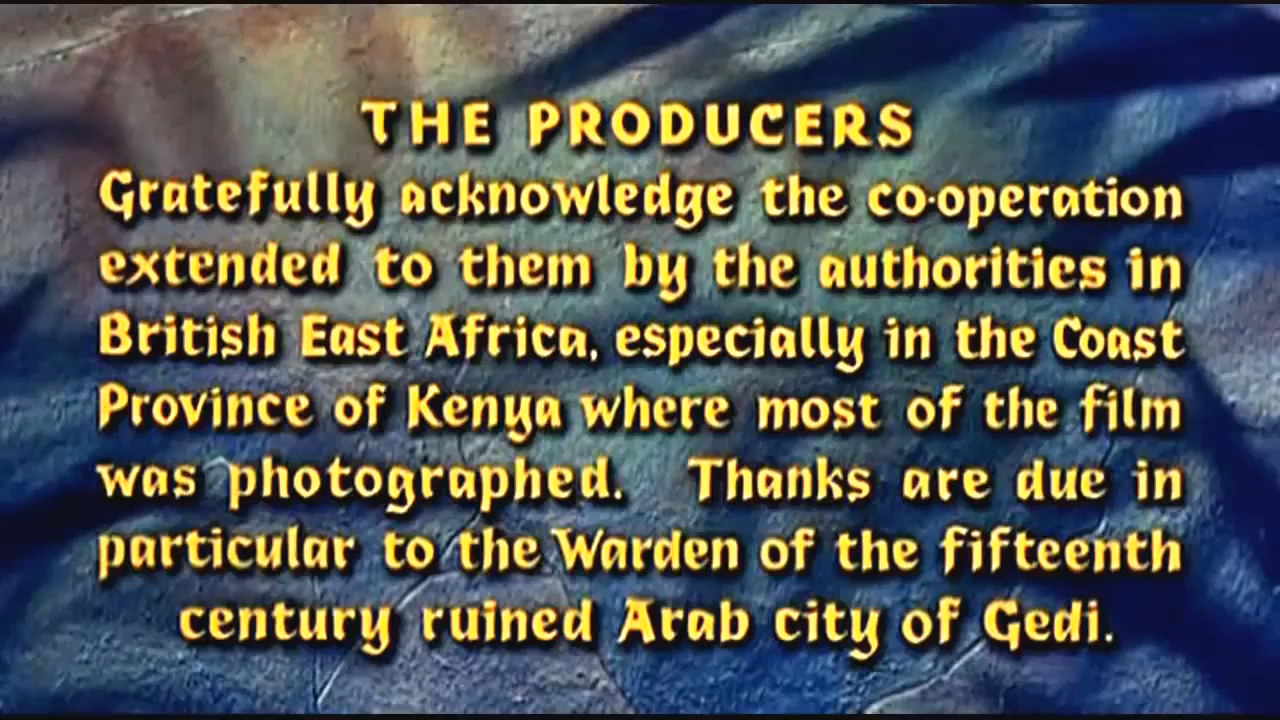 THE PRODUCERS
Gratefully acknowledge the co-operation
extended to them by the authorities in
British East Africa, especially in the Coast
Province of Kenya where most of the film
was photographed. Thanks are due in
particular to the Warden of the fifteenth
century ruined Arab city of Gedi.